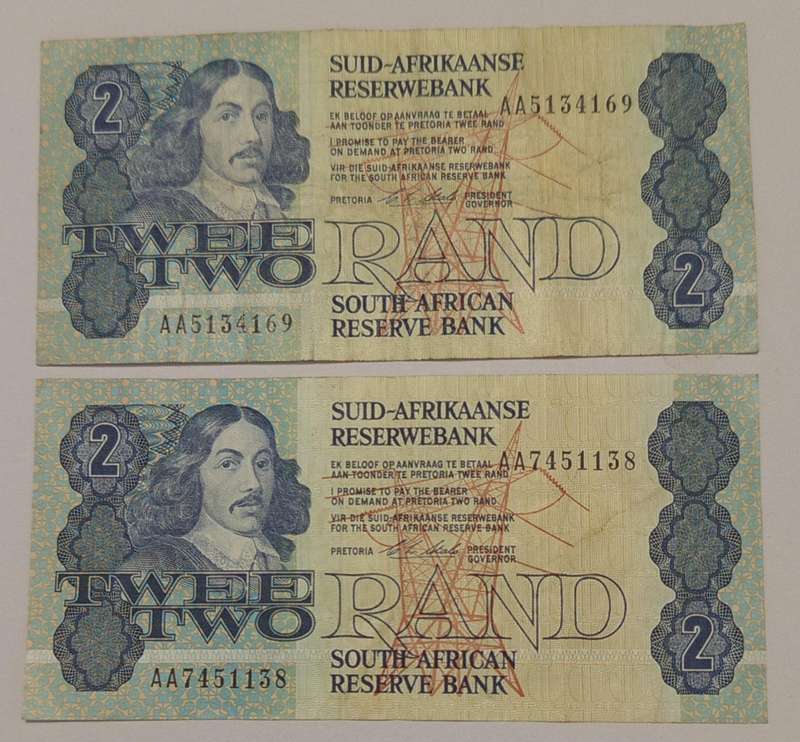 2
SUID-AFRIKAANSE
RESERWEBANK
AA5134169
EK BELOOF OP AANVRAAG TE BETAAL
AAN TOONDER TE PRETORIA TWEE RAND
I PROMISE TO PAY THE BEARER
ON DEMAND AT PRETORIA TWO RAND
VIR DIE SUID-AFRIKAANSE RESERWEBANK
FOR THE SOUTH AFRICAN RESERVE BANK
PRETORIA PRESIDENT
GOVERNOR
TWEE
TWO RAND
2
SOUTH AFRICAN
RESERVE BANK
AA5134169
2
SUID-AFRIKAANSE
RESERWEBANK
AA7451138
EK BELOOF OP AANVRAAG TE BETAAL
AAN TOONDER TE PRETORIA TWEE RAND
I PROMISE TO PAY THE BEARER
ON DEMAND AT PRETORIA TWO RAND
VIR DIE SUID-AFRIKAANSE RESERWEBANK
FOR THE SOUTH AFRICAN RESERVE BANK
PRETORIA PRESIDENT
GOVERNOR
TWEE
TWO RAND
2
SOUTH AFRICAN
RESERVE BANK
AA7451138